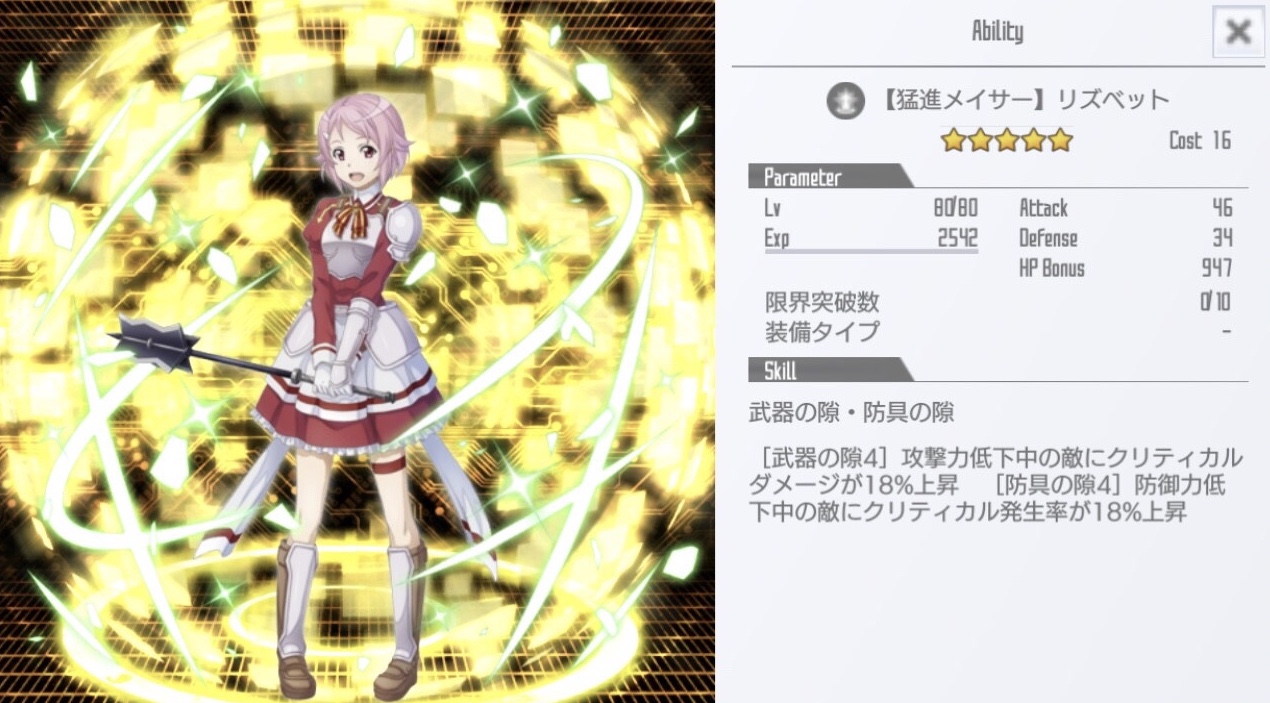 Ability
【猛進メイサー】リズベット
Cost 16
Parameter
Lv 80/80 Attack 46
Exp 2542 Defense 34
HP Bonus 947
限界突破数 0/10
装備タイプ -
Skill
武器の隙・防具の隙
［武器の隙4］攻撃力低下中の敵にクリティカル
ダメージが18%上昇 ［防具の隙4］防御力低
下中の敵にクリティカル発生率が18%上昇